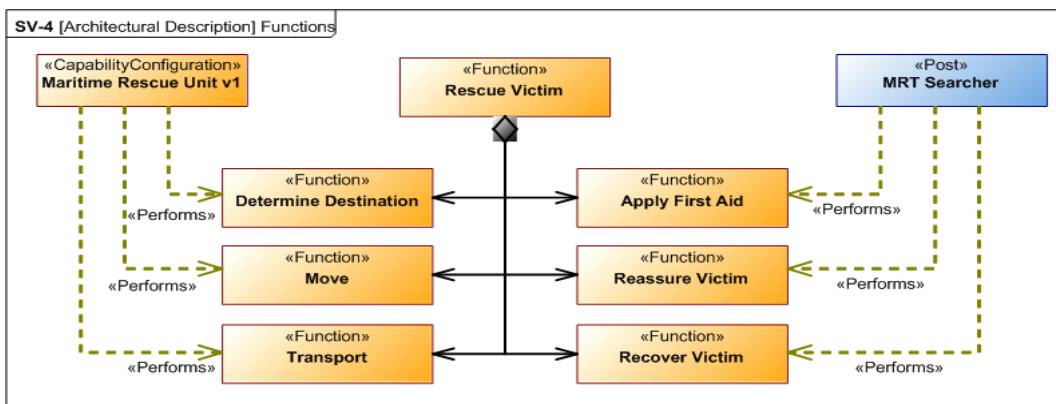 SV-4 [Architectural Description] Functions
«CapabilityConfiguration»
Maritime Rescue Unit v1
«Function»
Rescue Victim
«Post»
MRT Searcher
«Function»
Determine Destination
«Function»
Apply First Aid
«Performs»
«Performs»
«Function»
Move
«Function»
Reassure Victim
«Performs»
«Performs»
«Function»
Transport
«Function»
Recover Victim
«Performs»
«Performs»